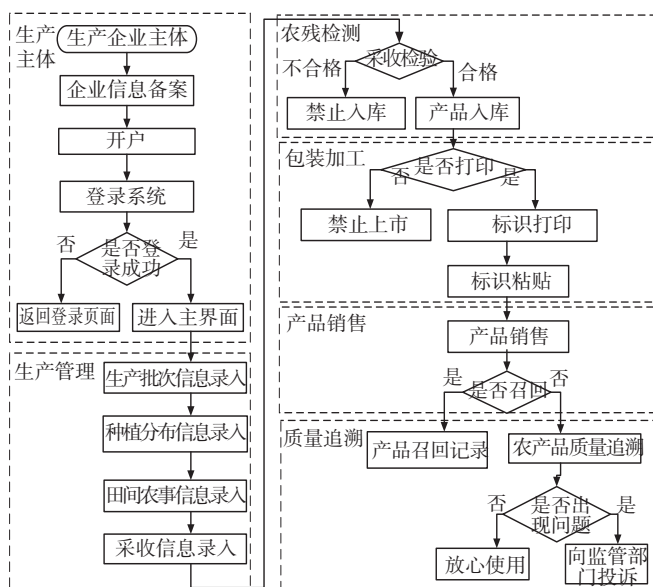 生产
主体
生产企业主体
企业信息备案
开户
登录系统
是否登
录成功
否
是
返回登录页面
进入主界面
生产管理
生产批次信息录入
种植分布信息录入
田间农事信息录入
采收信息录入
农残检测
采收检验
不合格
合格
禁止入库
产品入库
包装加工
是否打印
否
是
禁止上市
标识打印
标识粘贴
产品销售
产品销售
是否召回
是
否
质量追溯
产品召回记录
农产品质量追溯
是否出
现问题
否
是
放心使用
向监管部
门投诉